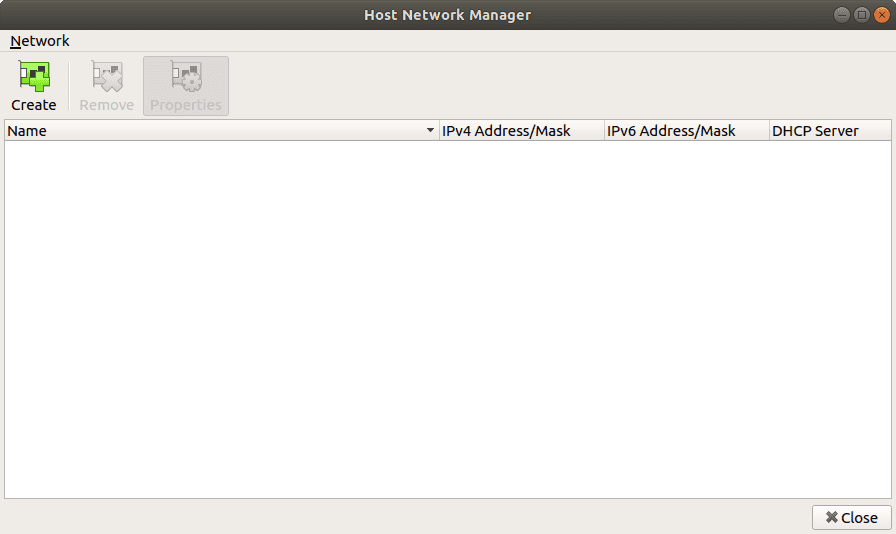 Host Network Manager
Network
Create Remove Properties
Name IPv4 Address/Mask IPv6 Address/Mask DHCP Server
Close